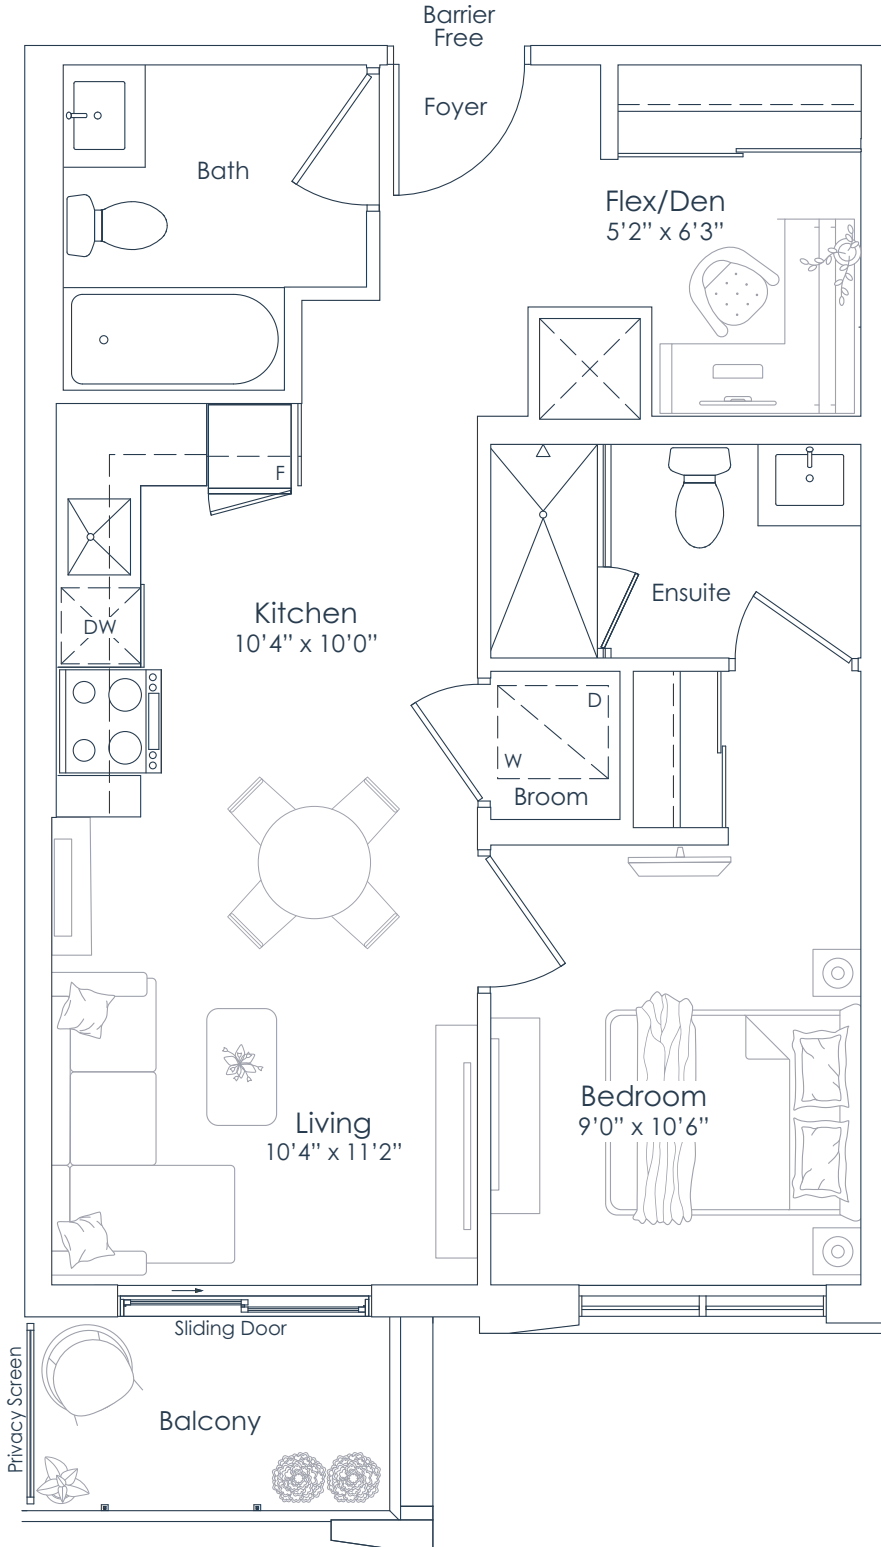 Barrier
Free
Foyer
Bath
Flex/Den
5’2” x 6’3”
F
Kitchen
10’4” x 10’0”
DW
Ensuite
D
W
Broom
Living
10’4” x 11’2”
Bedroom
9’0” x 10’6”
Sliding Door
Privacy Screen
Balcony